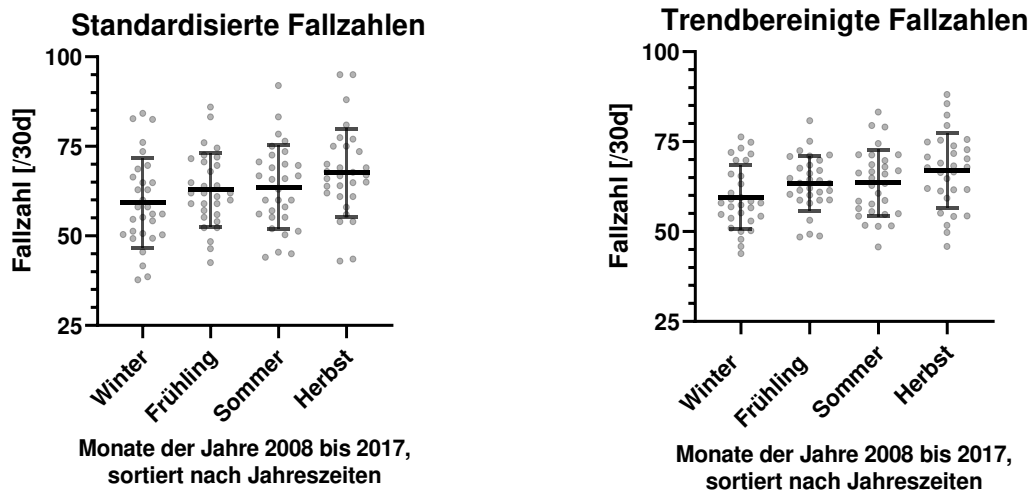 Standardisierte Fallzahlen
100
75
50
25
Fallzahl [/30d]
Winter
Frühling
Sommer
Herbst
Monate der Jahre 2008 bis 2017,
sortiert nach Jahreszeiten
Trendbereinigte Fallzahlen
100
75
50
25
Fallzahl [/30d]
Winter
Frühling
Sommer
Herbst
Monate der Jahre 2008 bis 2017,
sortiert nach Jahreszeiten